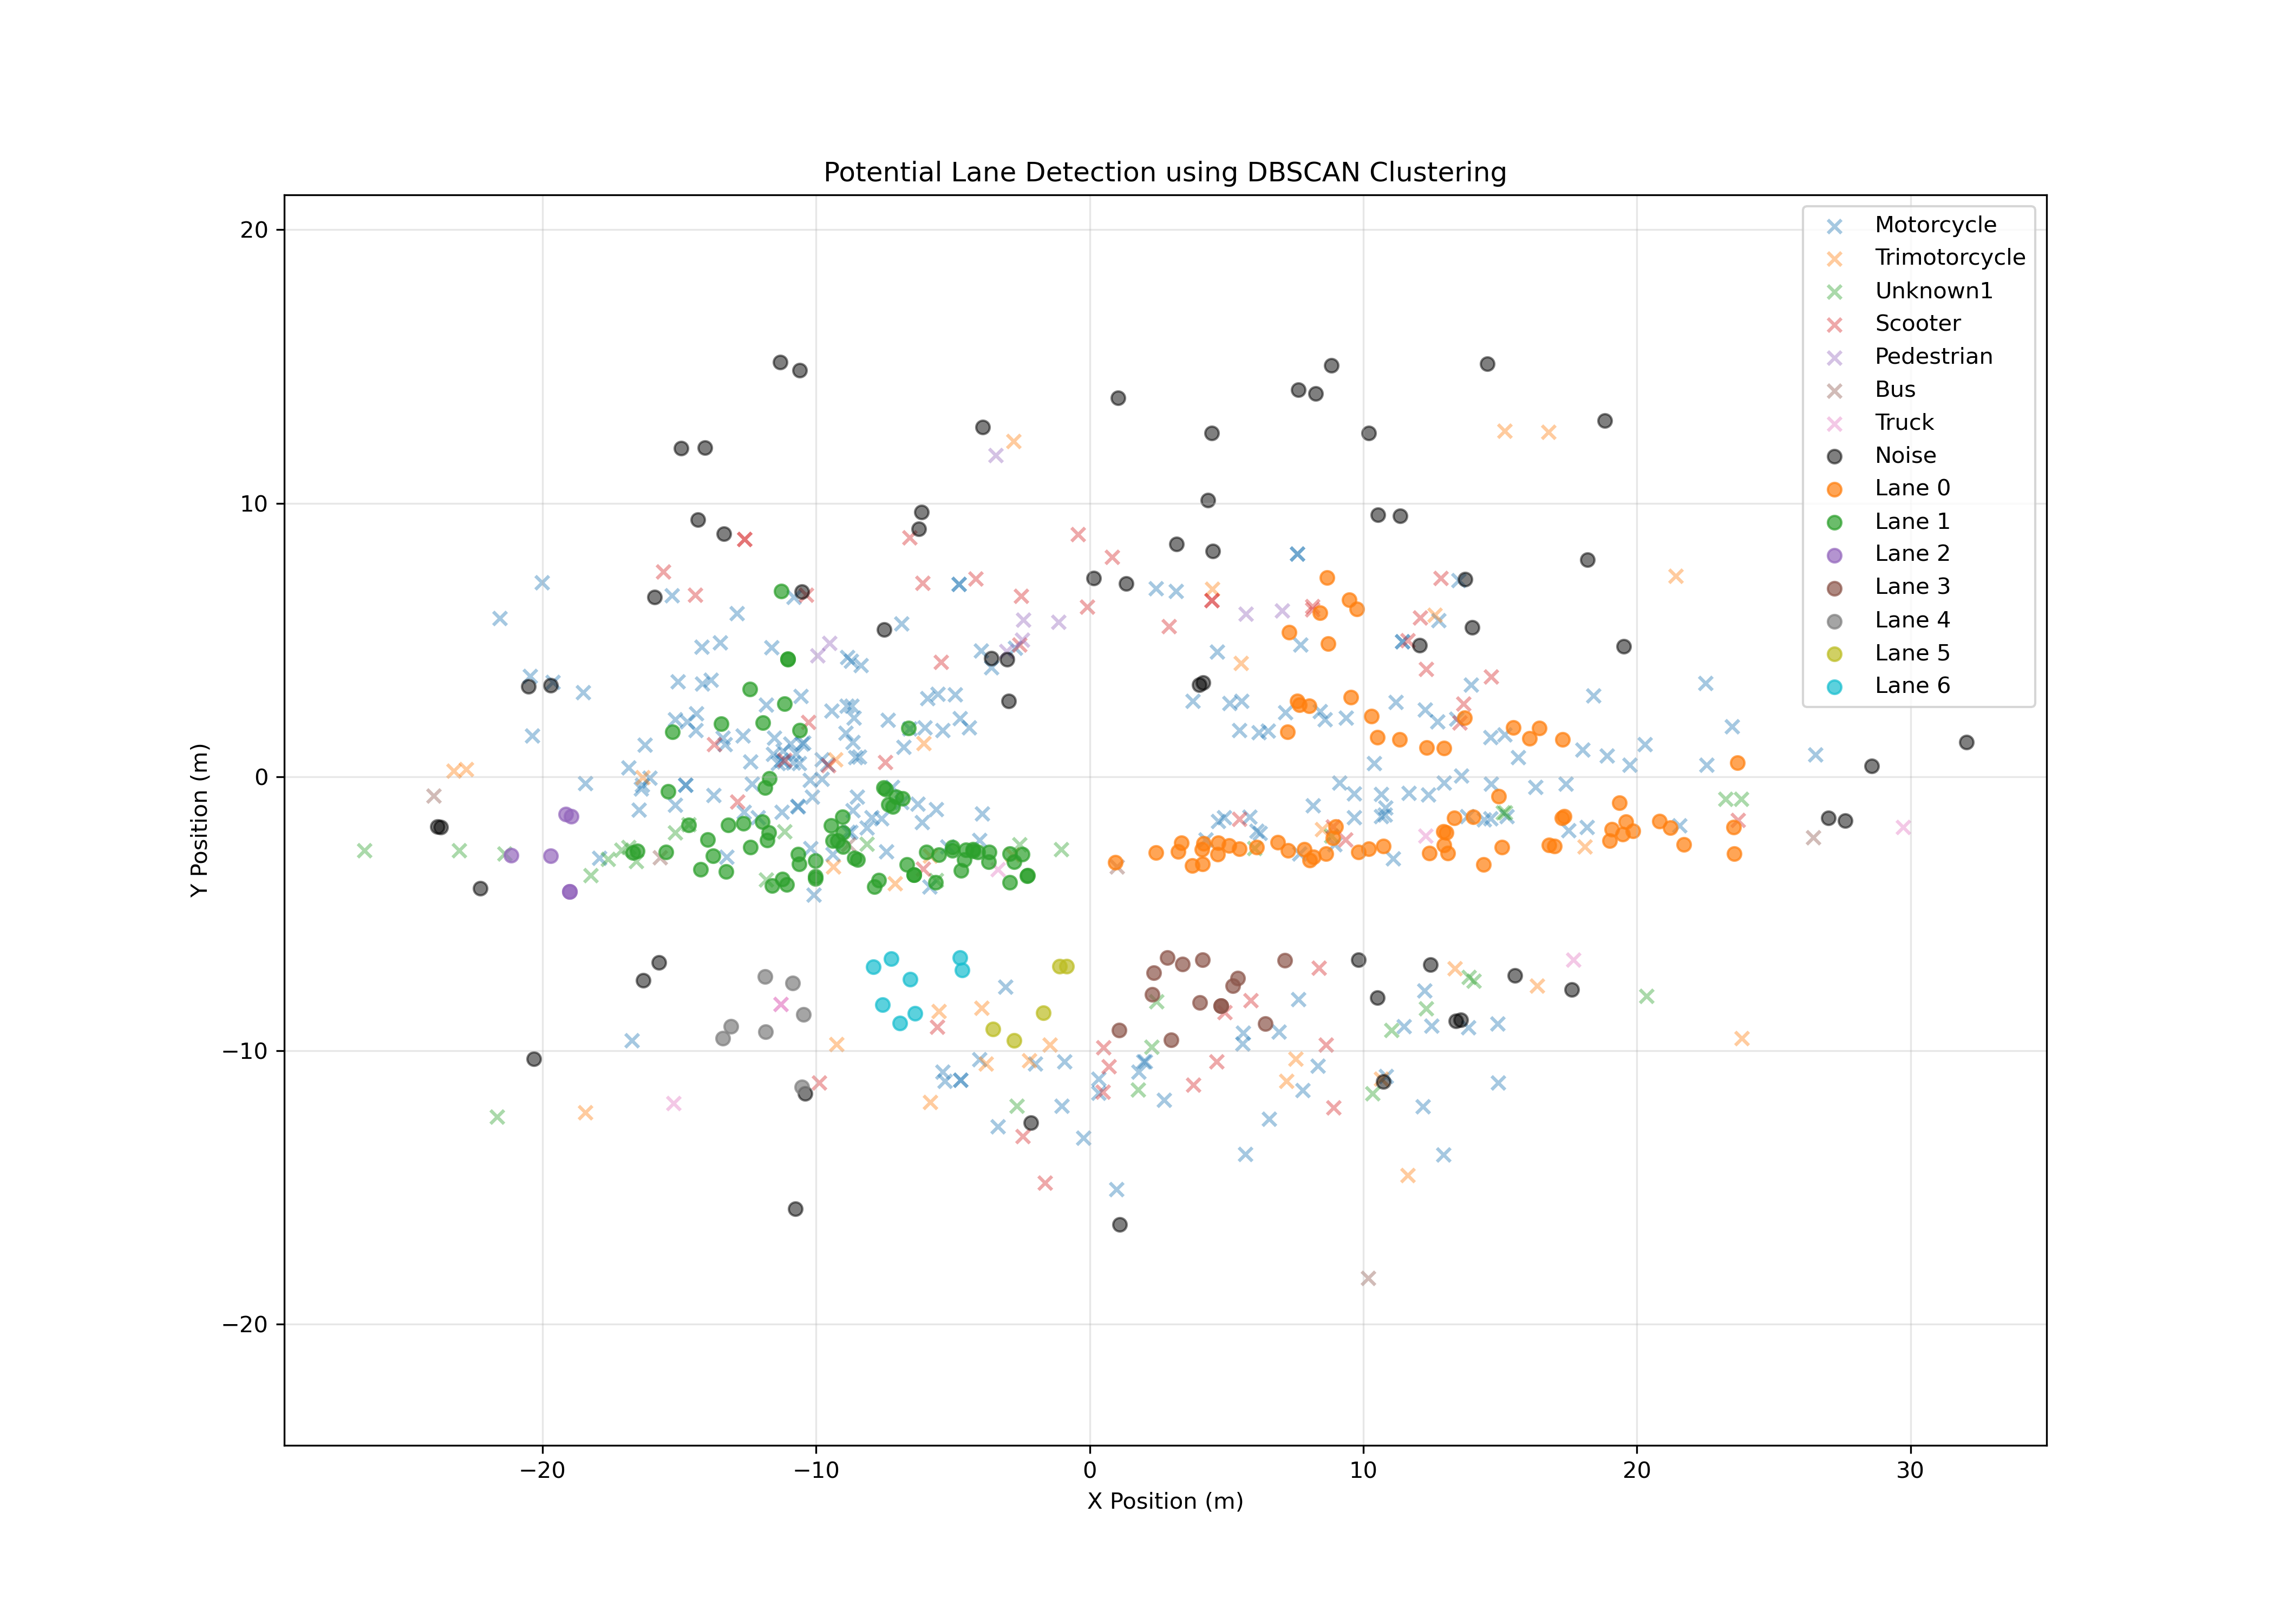 Potential Lane Detection using DBSCAN Clustering
Motorcycle
Trimotorcycle
Unknown1
Scooter
Pedestrian
Bus
Truck
Noise
Lane 0
Lane 1
Lane 2
Lane 3
Lane 4
Lane 5
Lane 6
20
10
0
−10
−20
Y Position (m)
−20
−10
0
10
20
30
X Position (m)